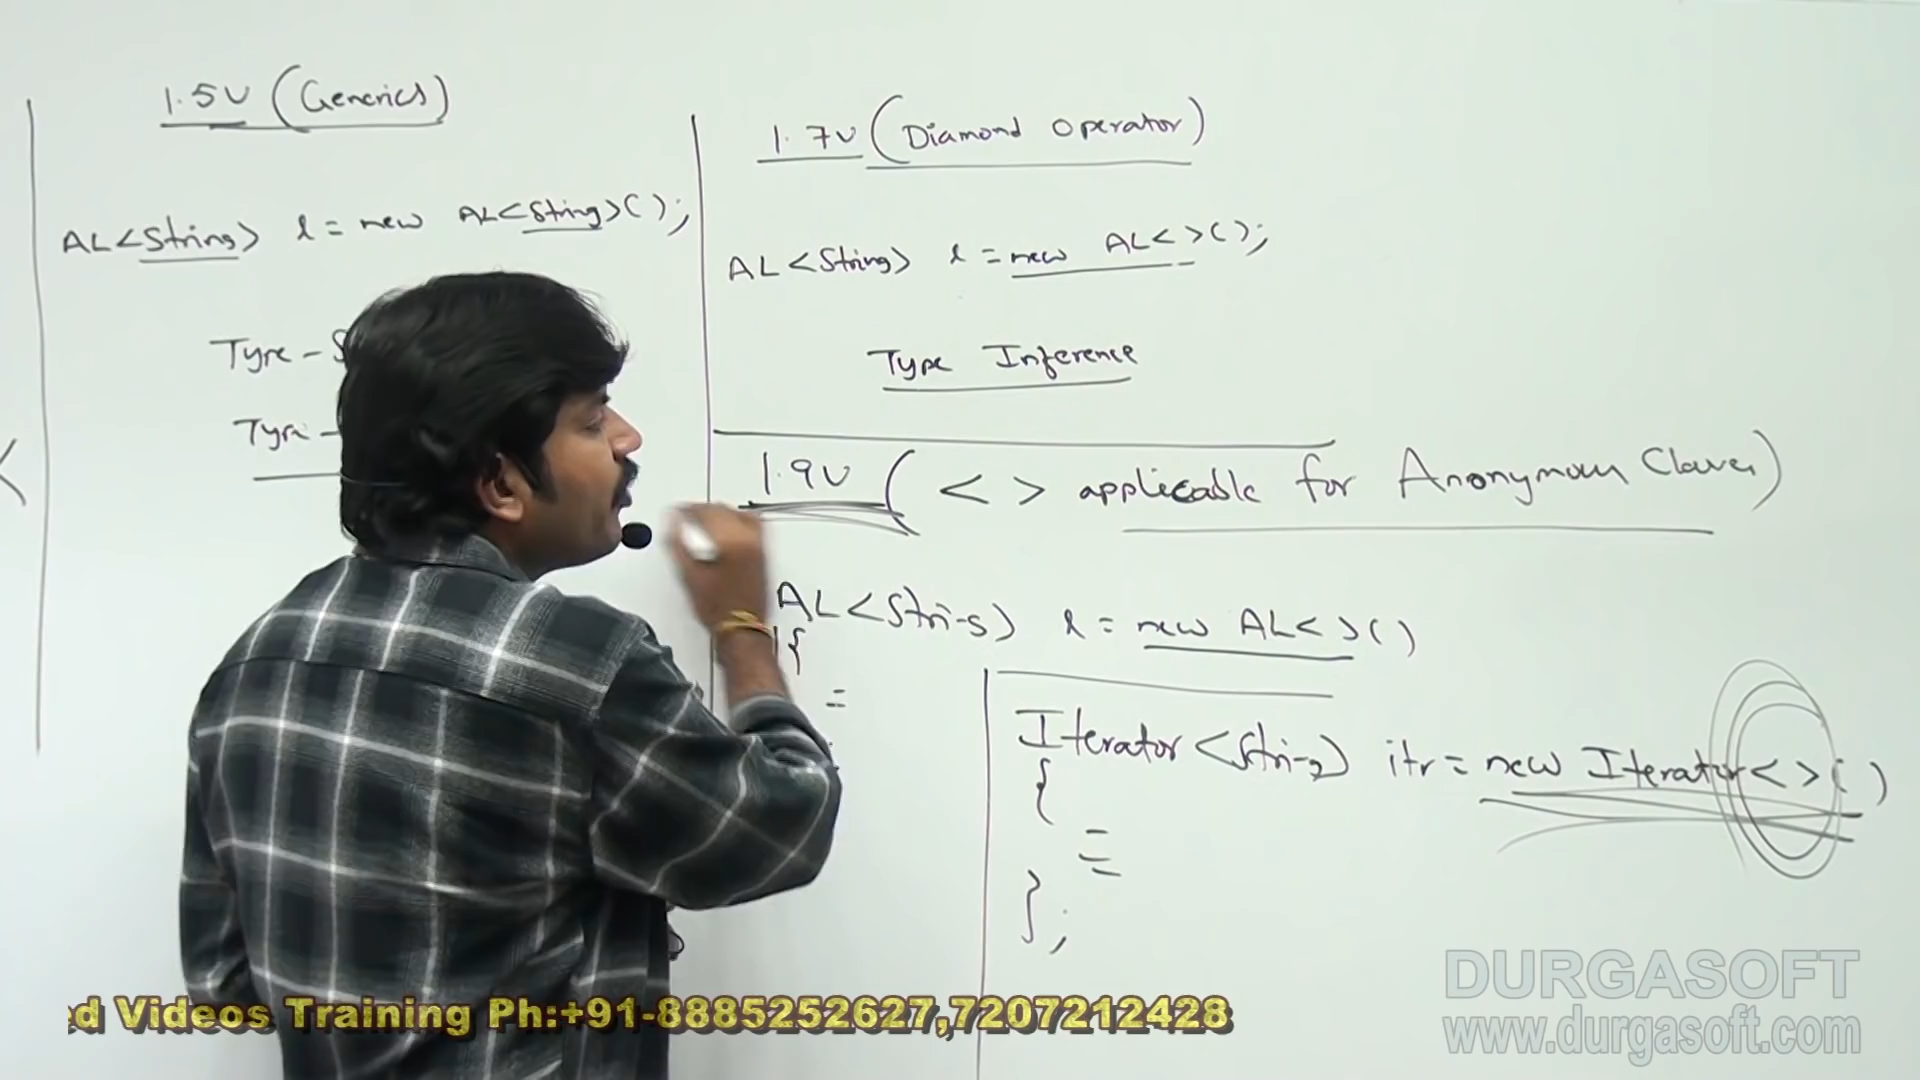 1.5V (Generics)
AL<String> l = new AL<String>();
Type - S
Type -
1.7V (Diamond Operator)
AL<String> l = new AL<>();
Type Inference
1.9V ( <> applicable for Anonymous Classes)
AL<String> l = new AL<>()
{
=
Iterator<String> itr = new Iterator<>()
{
=
=
};
ed Videos Training Ph:+91-8885252627,7207212428
DURGASOFT
www.durgasoft.com